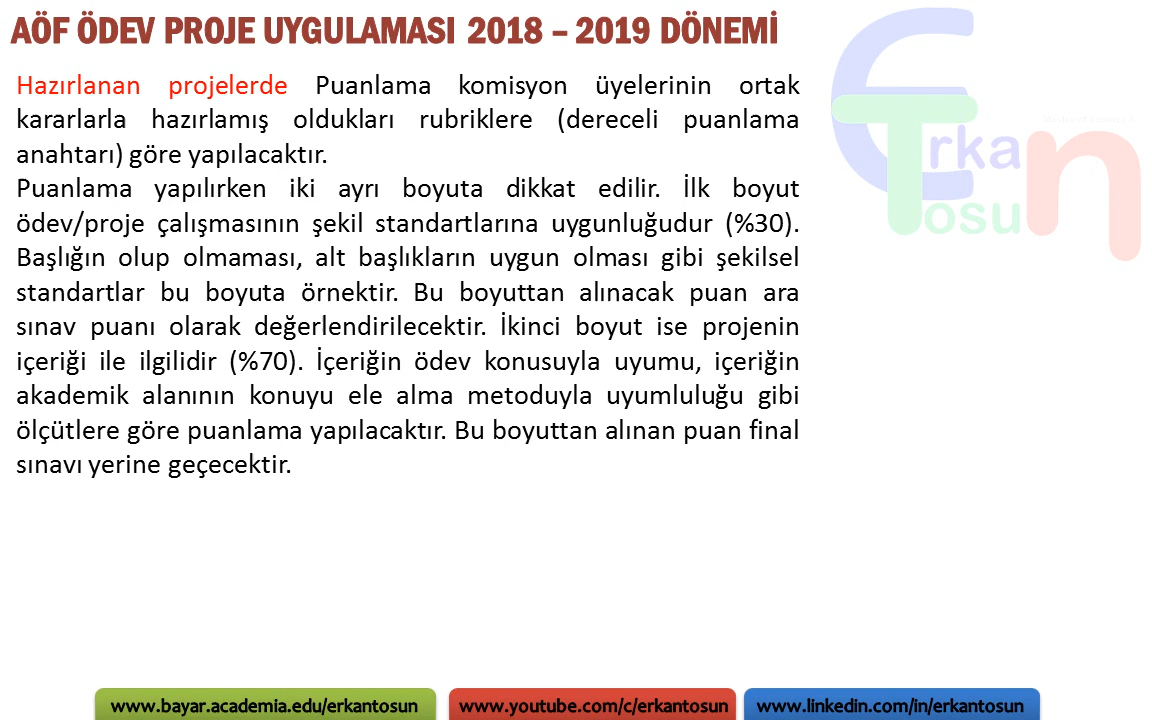 AÖF ÖDEV PROJE UYGULAMASI 2018 – 2019 DÖNEMİ
Hazırlanan projelerde Puanlama komisyon üyelerinin ortak
kararlarla hazırlamış oldukları rubriklere (dereceli puanlama
anahtarı) göre yapılacaktır.
Puanlama yapılırken iki ayrı boyuta dikkat edilir. İlk boyut
ödev/proje çalışmasının şekil standartlarına uygunluğudur (%30).
Başlığın olup olmaması, alt başlıkların uygun olması gibi şekilsel
standartlar bu boyuta örnektir. Bu boyuttan alınacak puan ara
sınav puanı olarak değerlendirilecektir. İkinci boyut ise projenin
içeriği ile ilgilidir (%70). İçeriğin ödev konusuyla uyumu, içeriğin
akademik alanının konuyu ele alma metoduyla uyumluluğu gibi
ölçütlere göre puanlama yapılacaktır. Bu boyuttan alınan puan final
sınavı yerine geçecektir.
Erkan
Tosun
www.bayar.academia.edu/erkantosun
www.youtube.com/c/erkantosun
www.linkedin.com/in/erkantosun